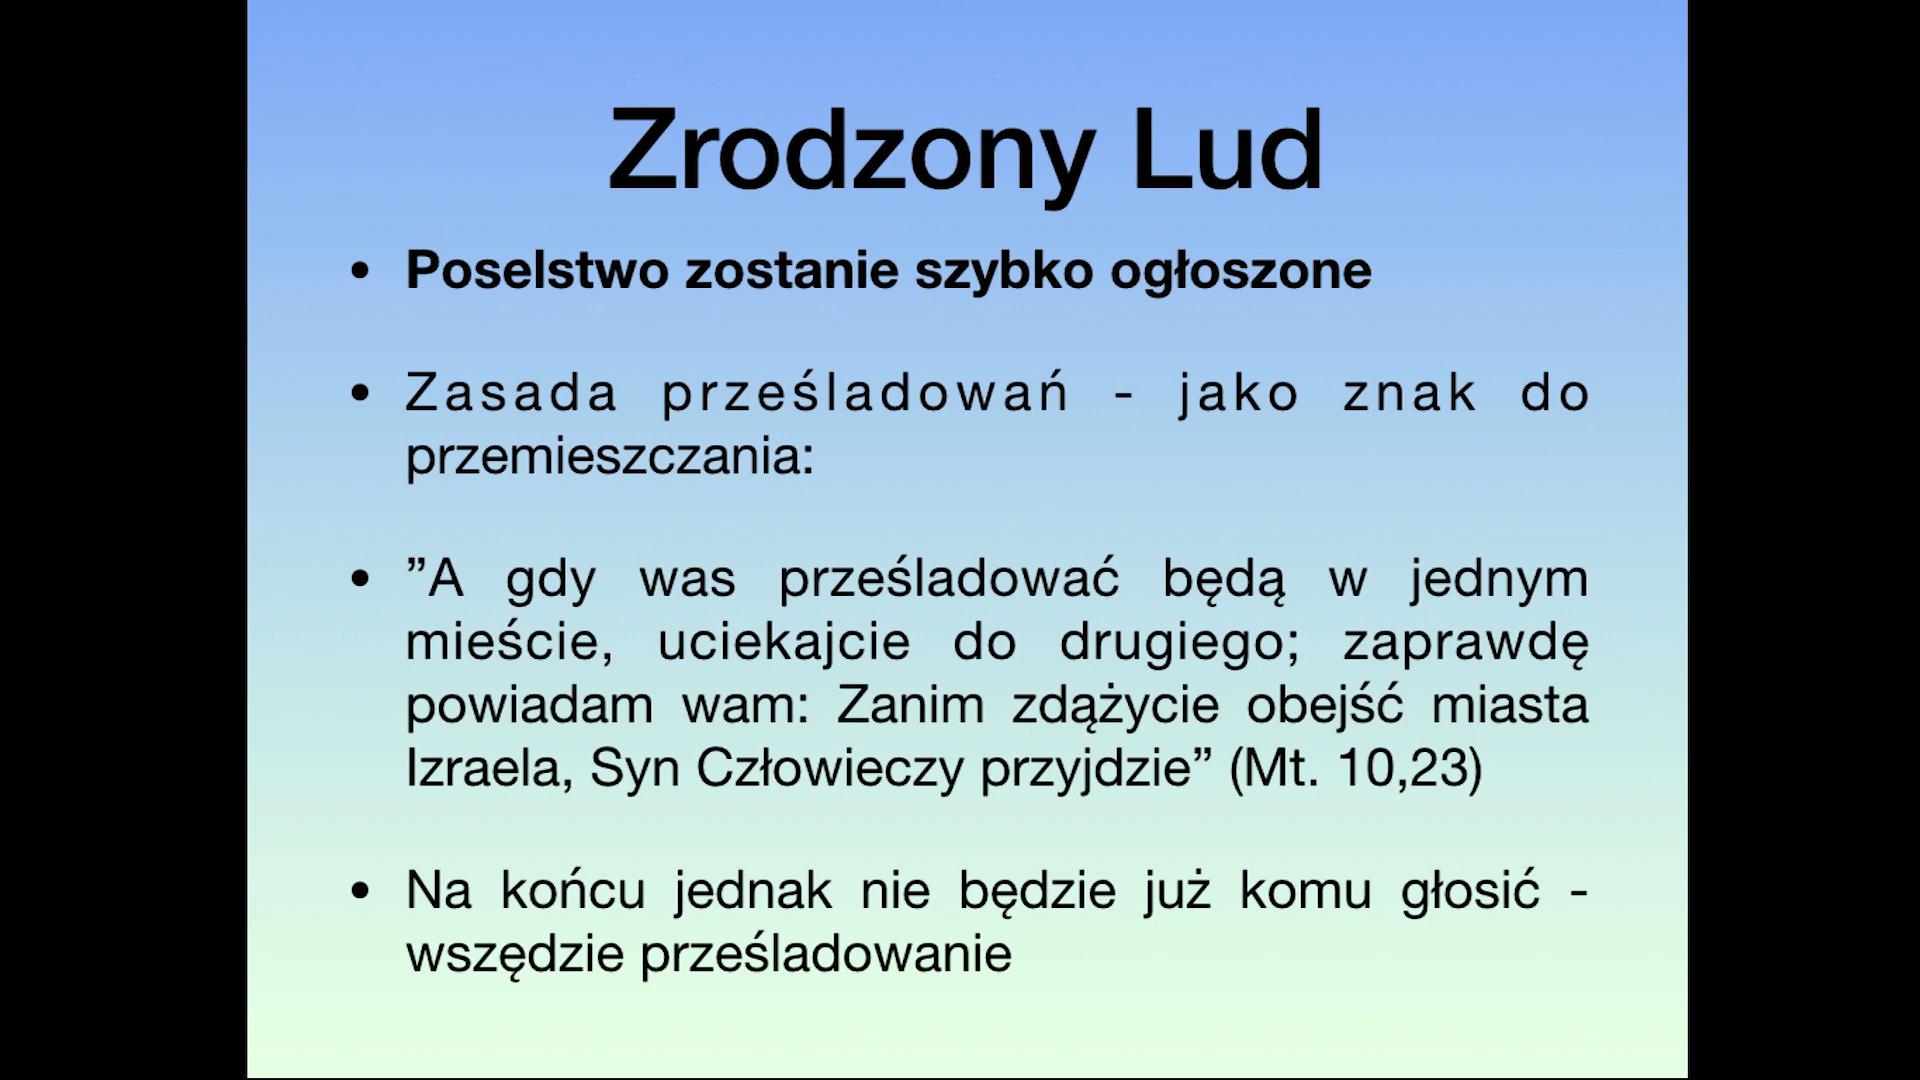 Zrodzony Lud
• Poselstwo zostanie szybko ogłoszone
• Zasada prześladowań - jako znak do
przemieszczania:
• ”A gdy was prześladować będą w jednym
mieście, uciekajcie do drugiego; zaprawdę
powiadam wam: Zanim zdążycie obejść miasta
Izraela, Syn Człowieczy przyjdzie” (Mt. 10,23)
• Na końcu jednak nie będzie już komu głosić -
wszędzie prześladowanie